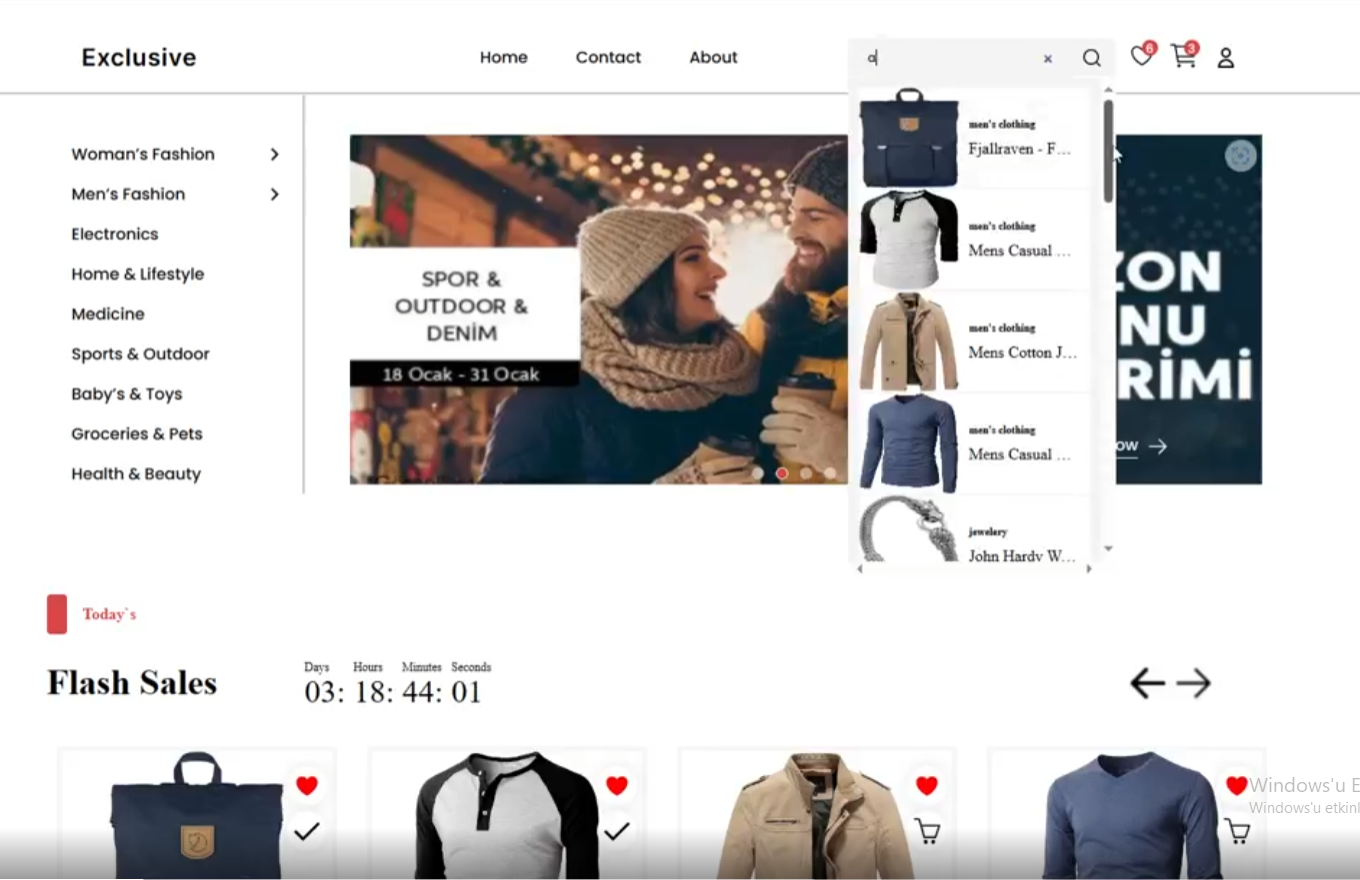 Exclusive
Home
Contact
About
a
x
6
3
Woman's Fashion
Men's Fashion
Electronics
Home & Lifestyle
Medicine
Sports & Outdoor
Baby's & Toys
Groceries & Pets
Health & Beauty
SPOR &
OUTDOOR &
DENİM
18 Ocak - 31 Ocak
men's clothing
Fjallraven - F...
men's clothing
Mens Casual ...
men's clothing
Mens Cotton J...
men's clothing
Mens Casual ...
jewelery
John Hardy W...
ZON
NU
RİMİ
ow
Today`s
Flash Sales
Days Hours Minutes Seconds
03: 18: 44: 01
Windows'u E
Windows'u etkinl